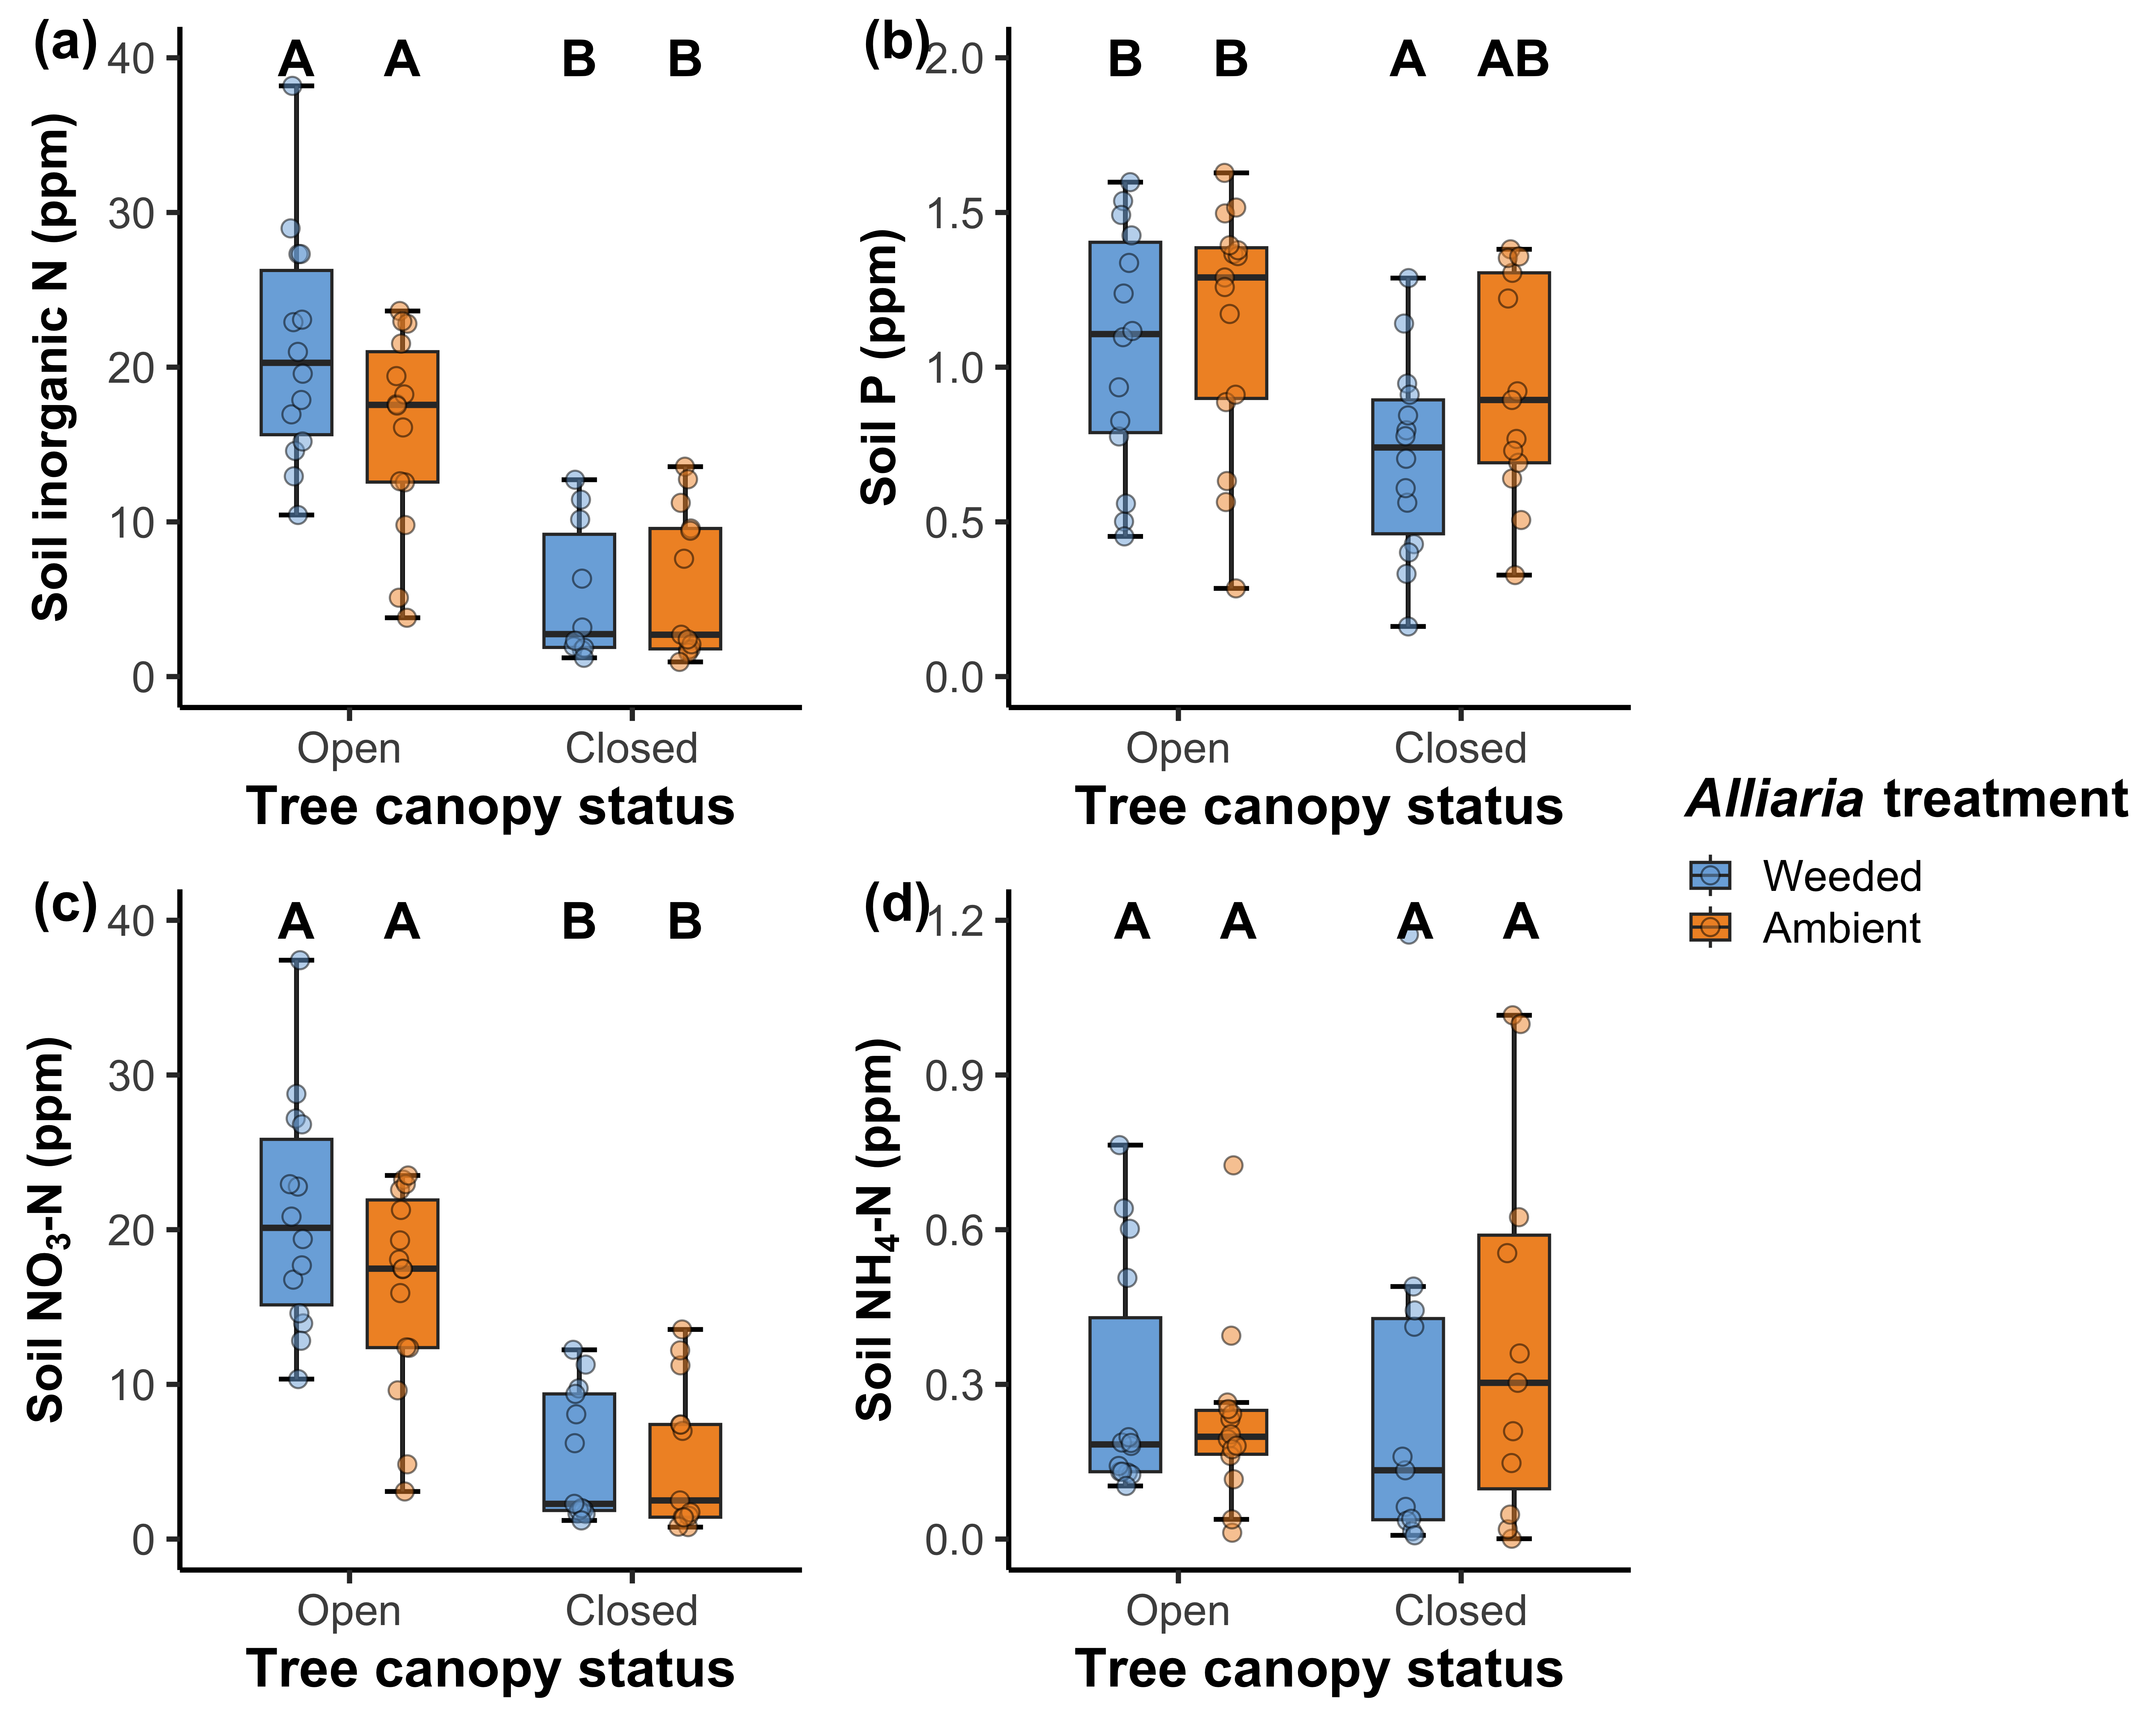 (a)
A A B B
40
30
20
10
0
Soil inorganic N (ppm)
Open Closed
Tree canopy status
(b)
B B A AB
2.0
1.5
1.0
0.5
0.0
Soil P (ppm)
Open Closed
Tree canopy status
Alliaria treatment
Weeded
Ambient
(c)
A A B B
40
30
20
10
0
Soil NO₃-N (ppm)
Open Closed
Tree canopy status
(d)
A A A A
1.2
0.9
0.6
0.3
0.0
Soil NH₄-N (ppm)
Open Closed
Tree canopy status